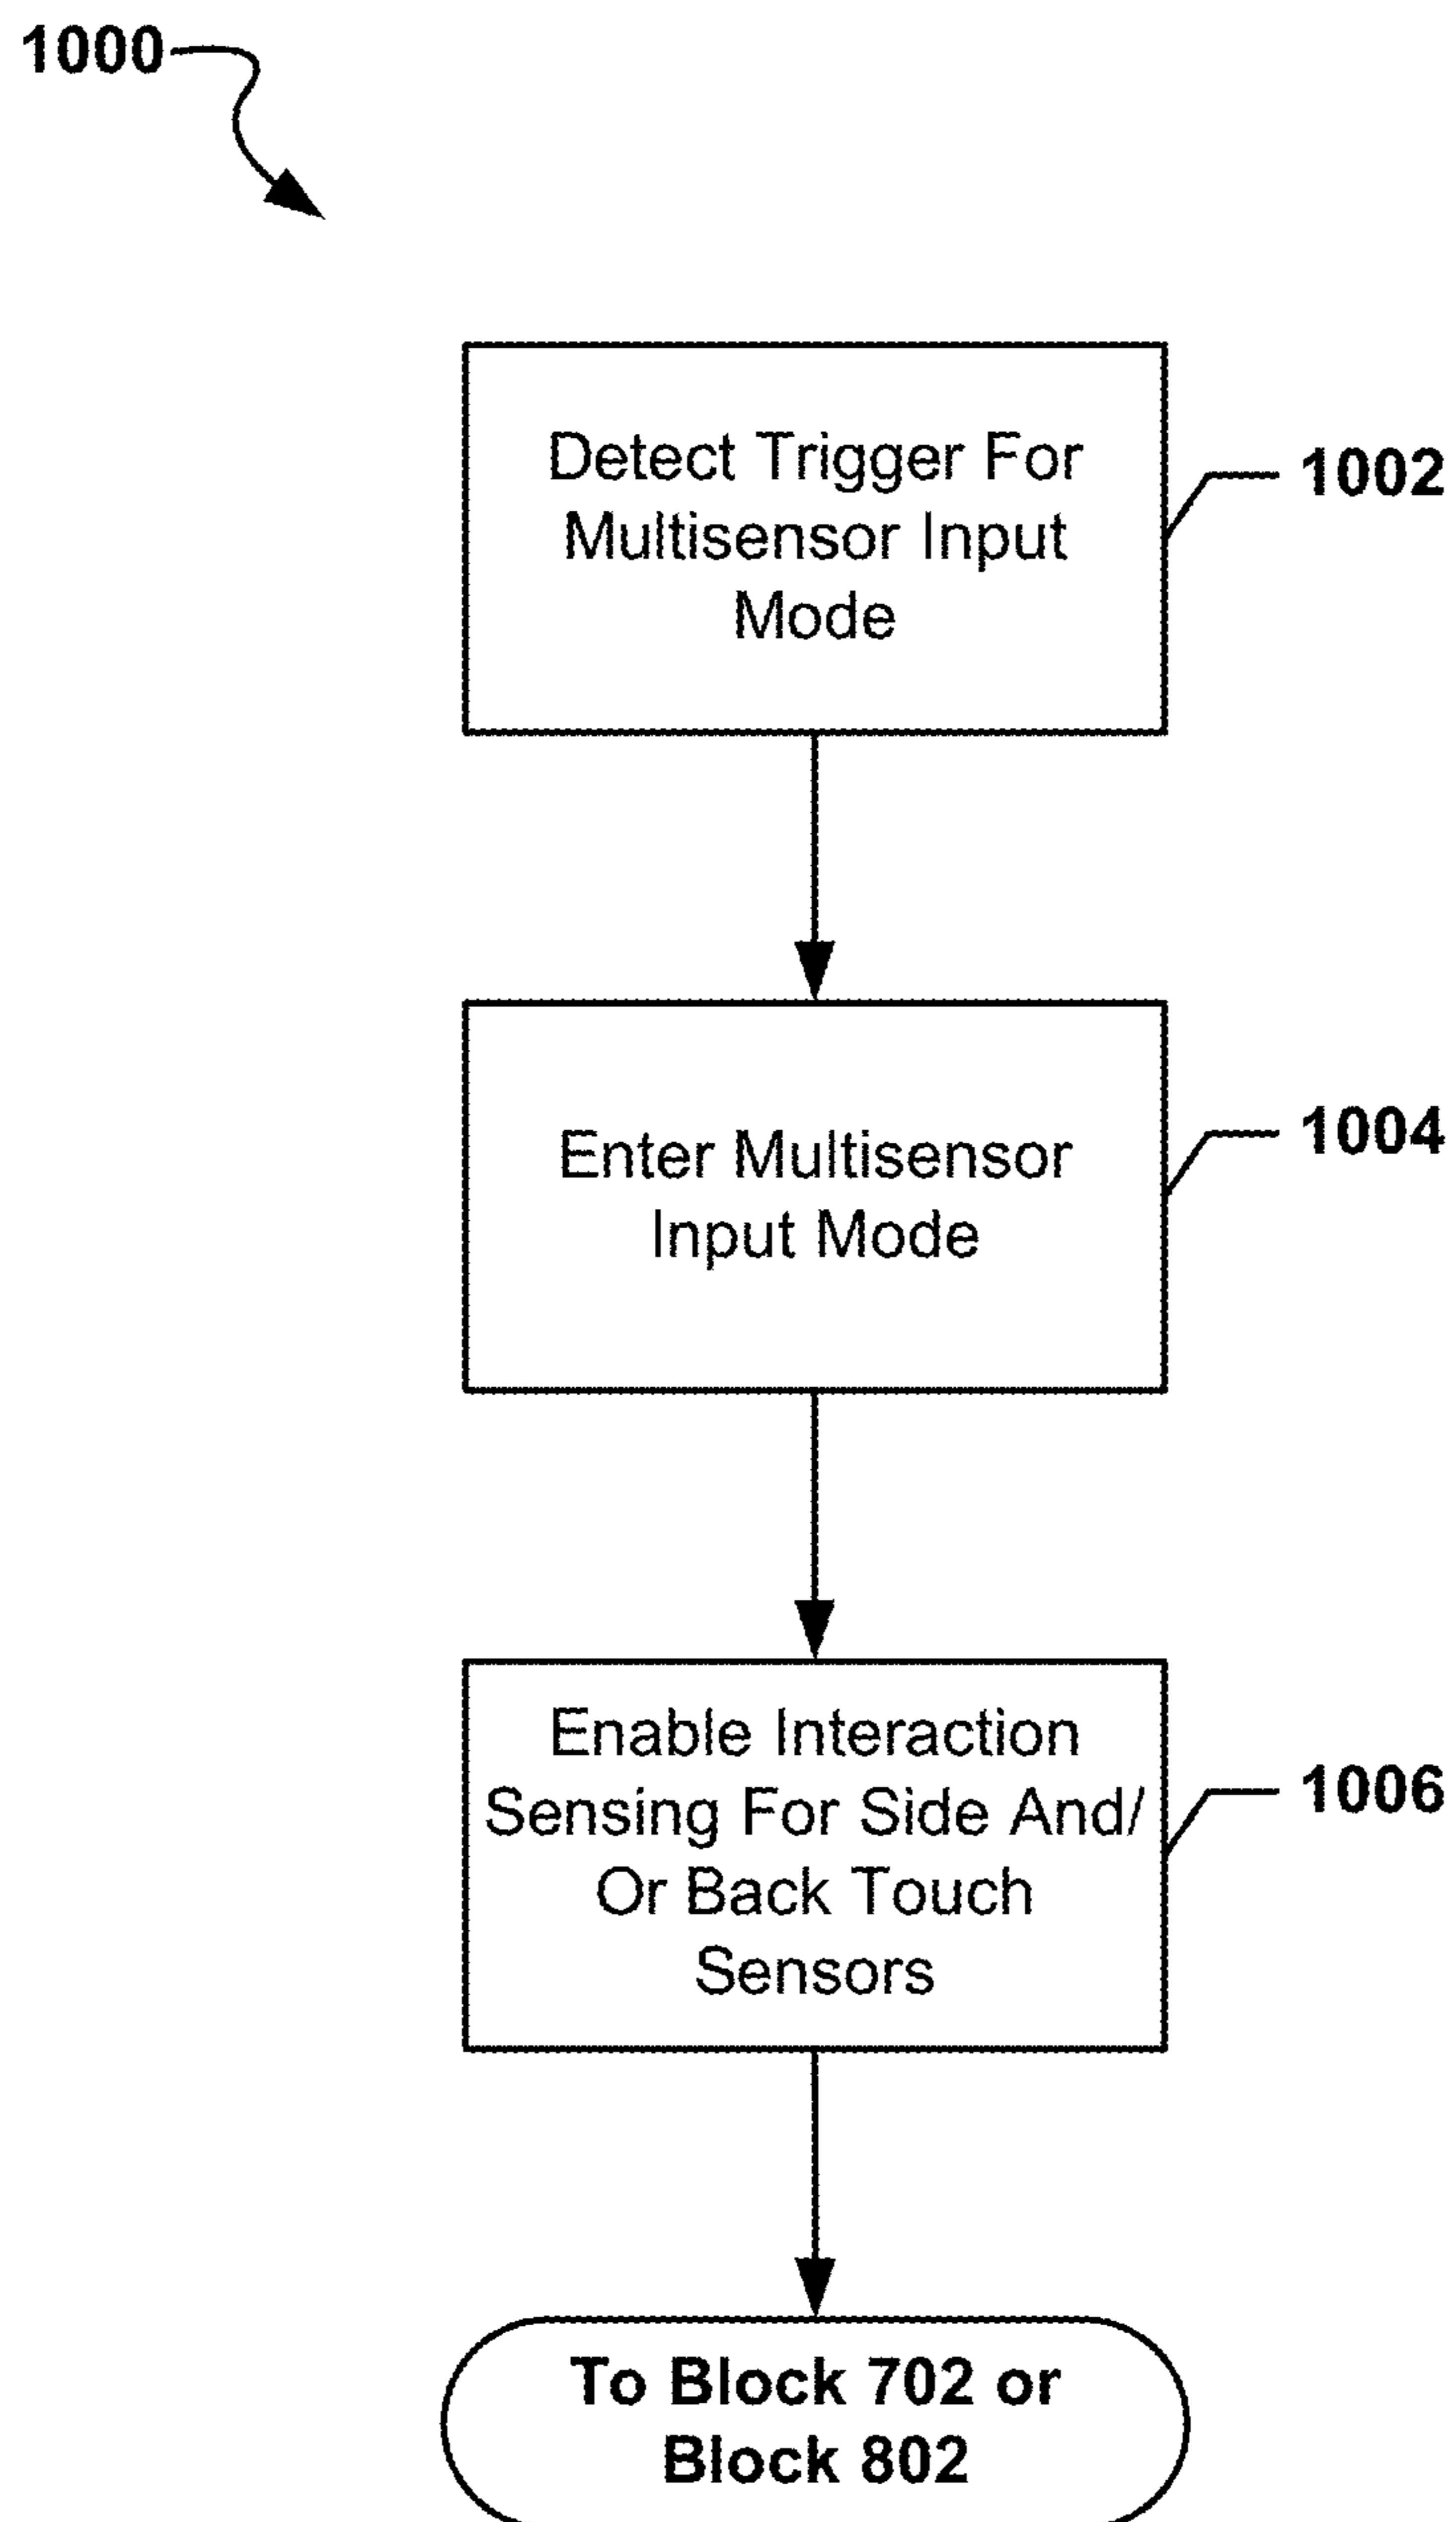 1000
Detect Trigger For
Multisensor Input
Mode
1002
Enter Multisensor
Input Mode
1004
Enable Interaction
Sensing For Side And/
Or Back Touch
Sensors
1006
To Block 702 or
Block 802